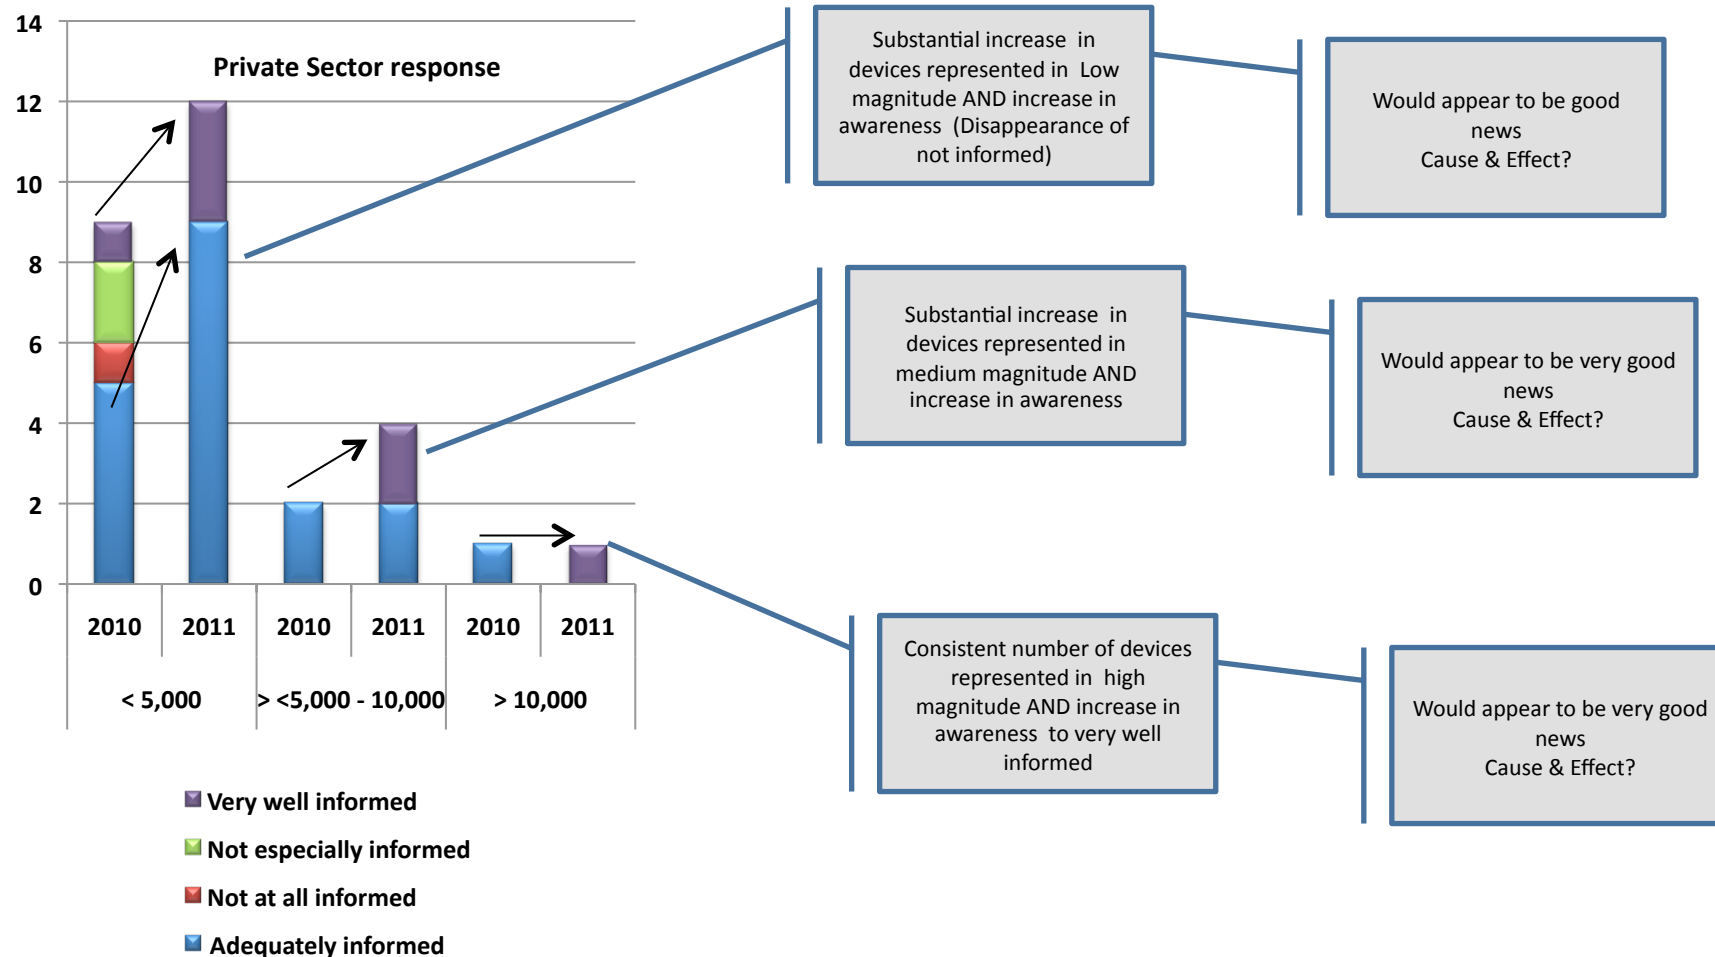 14
12
10
8
6
4
2
0
Private Sector response
2010
2011
2010
2011
2010
2011
< 5,000
> <5,000 - 10,000
> 10,000
Very well informed
Not especially informed
Not at all informed
Adequately informed
Substantial increase in
devices represented in Low
magnitude AND increase in
awareness (Disappearance of
not informed)
Would appear to be good
news
Cause & Effect?
Substantial increase in
devices represented in
medium magnitude AND
increase in awareness
Would appear to be very good
news
Cause & Effect?
Consistent number of devices
represented in high
magnitude AND increase in
awareness to very well
informed
Would appear to be very good
news
Cause & Effect?